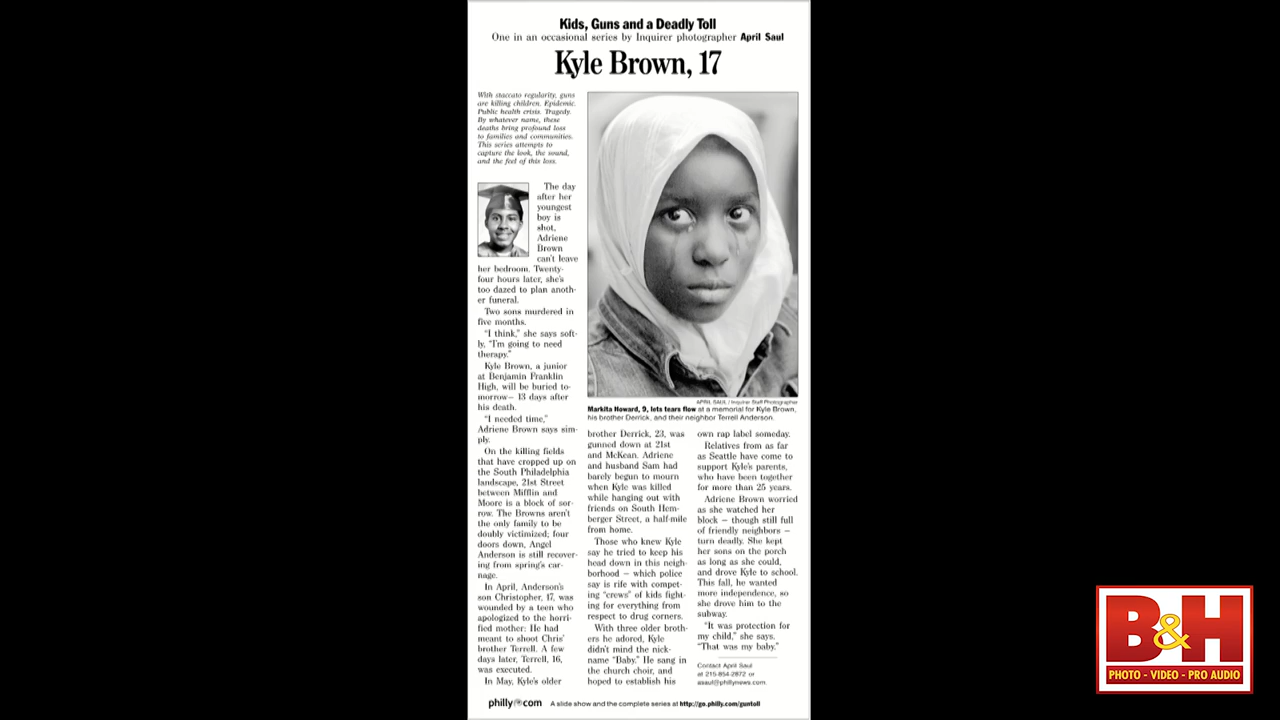 Kids, Guns and a Deadly Toll
One in an occasional series by Inquirer photographer April Saul
Kyle Brown, 17
With staccato regularity, guns
are killing children. Epidemic.
Public health crisis. Tragedy.
By whatever name, these
deaths bring profound loss
to families and communities.
This series attempts to
capture the look, the sound,
and the feel of this loss.
The day
after her
youngest
boy is
shot,
Adriene
Brown
can't leave
her bedroom. Twenty-
four hours later, she's
too dazed to plan anoth-
er funeral.
Two sons murdered in
five months.
"I think," she says soft-
ly, "I'm going to need
therapy."
Kyle Brown, a junior
at Benjamin Franklin
High, will be buried to-
morrow— 13 days after
his death.
"I needed time,"
Adriene Brown says sim-
ply.
On the killing fields
that have cropped up on
the South Philadelphia
landscape, 21st Street
between Mifflin and
Moore is a block of sor-
row. The Browns aren't
the only family to be
doubly victimized; four
doors down, Angel
Anderson is still recover-
ing from spring's car-
nage.
In April, Anderson's
son Christopher, 17, was
wounded by a teen who
apologized to the horri-
fied mother: He had
meant to shoot Chris'
brother Terrell. A few
days later, Terrell, 16,
was executed.
In May, Kyle's older
APRIL SAUL / Inquirer Staff Photographer
Markita Howard, 9, lets tears flow at a memorial for Kyle Brown,
his brother Derrick, and their neighbor Terrell Anderson.
brother Derrick, 23, was
gunned down at 21st
and McKean. Adriene
and husband Sam had
barely begun to mourn
when Kyle was killed
while hanging out with
friends on South Hem-
berger Street, a half-mile
from home.
Those who knew Kyle
say he tried to keep his
head down in this neigh-
borhood — which police
say is rife with compet-
ing "crews" of kids fight-
ing for everything from
respect to drug corners.
With three older broth-
ers he adored, Kyle
didn't mind the nick-
name "Baby." He sang in
the church choir, and
hoped to establish his
own rap label someday.
Relatives from as far
as Seattle have come to
support Kyle's parents,
who have been together
for more than 25 years.
Adriene Brown worried
as she watched her
block — though still full
of friendly neighbors —
turn deadly. She kept
her sons on the porch
as long as she could,
and drove Kyle to school.
This fall, he wanted
more independence, so
she drove him to the
subway.
"It was protection for
my child," she says.
"That was my baby."
Contact April Saul
at 215-854-2872 or
asaul@phillynews.com.
philly.com A slide show and the complete series at http://go.philly.com/guntoll
B&H
PHOTO - VIDEO - PRO AUDIO